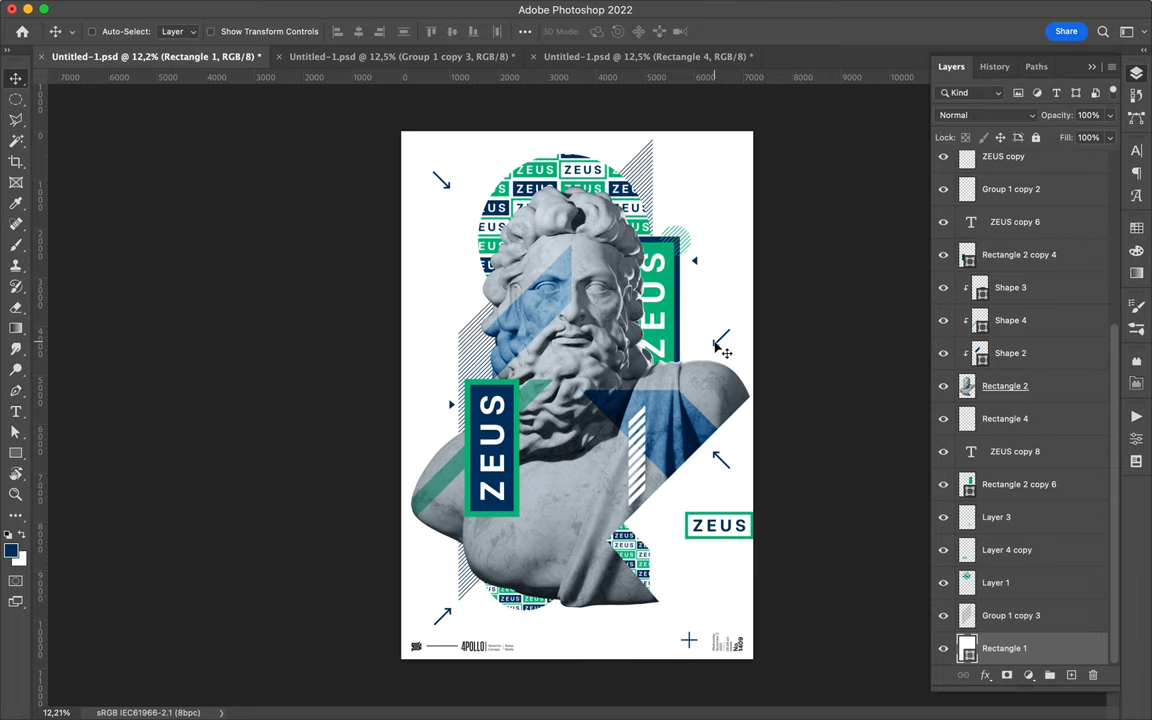 Adobe Photoshop 2022
Auto-Select: Layer Show Transform Controls 3D Mode: Share
Untitled-1.psd @ 12,2% (Rectangle 1, RGB/8) *
Untitled-1.psd @ 12,5% (Group 1 copy 3, RGB/8) *
Untitled-1.psd @ 12,5% (Rectangle 4, RGB/8) *
7000 6000 5000 4000 3000 2000 1000 0 1000 2000 3000 4000 5000 6000 7000 8000 9000 10000
Layers History Paths
Kind
Normal Opacity: 100%
Lock: Fill: 100%
ZEUS copy
Group 1 copy 2
ZEUS copy 6
Rectangle 2 copy 4
Shape 3
Shape 4
Shape 2
Rectangle 2
Rectangle 4
ZEUS copy 8
Rectangle 2 copy 6
Layer 3
Layer 4 copy
Layer 1
Group 1 copy 3
Rectangle 1
ZEUS ZEUS
ZEUS
ZEUS
ZEUS
4POLLO
1409
12,21% sRGB IEC61966-2.1 (8bpc)